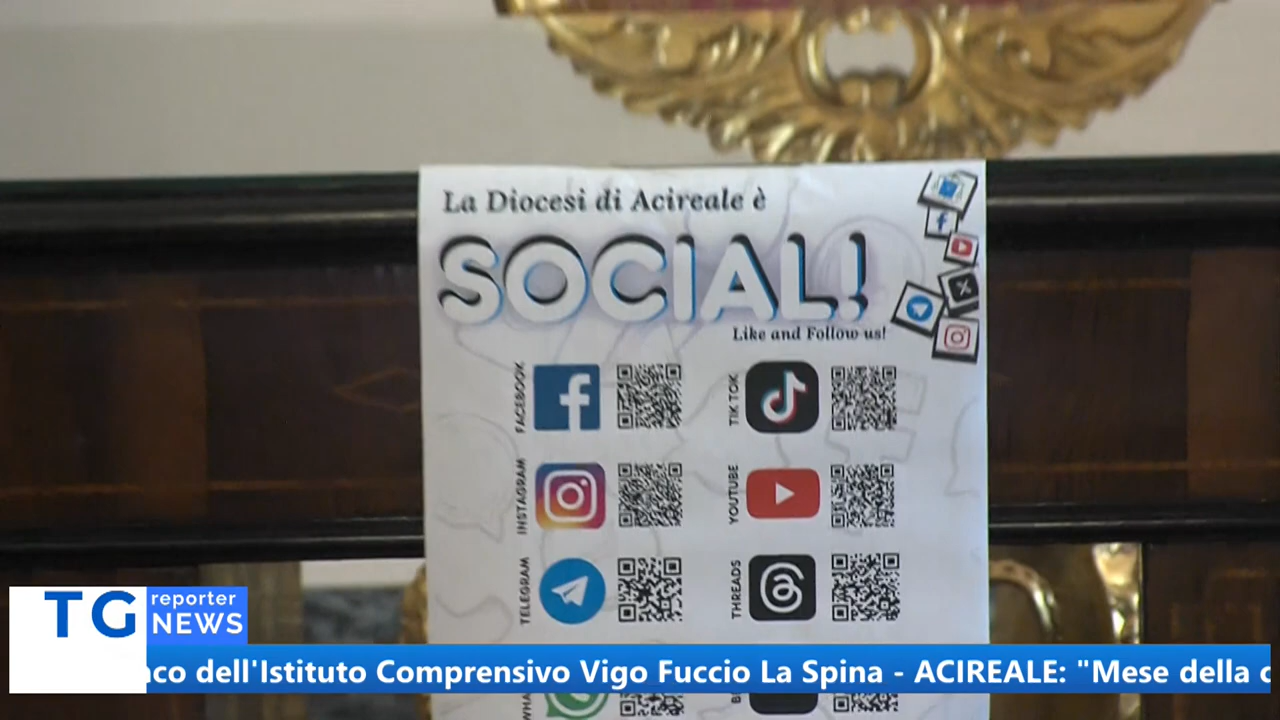 La Diocesi di Acireale è
SOCIAL!
Like and Follow us!
FACEBOOK
TIK TOK
INSTAGRAM
YOUTUBE
TELEGRAM
THREADS
TG reporter
NEWS
dell'Istituto Comprensivo Vigo Fuccio La Spina - ACIREALE: "Mese della